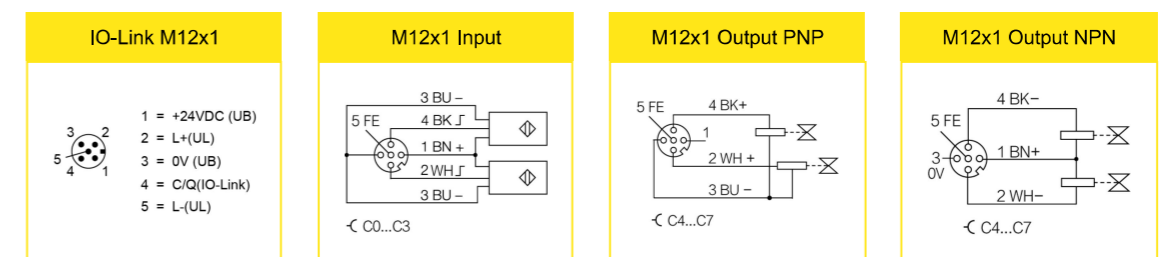 IO-Link M12x1
3 2
5
4 1
1 = +24VDC (UB)
2 = L+(UL)
3 = 0V (UB)
4 = C/Q(IO-Link)
5 = L-(UL)
M12x1 Input
3 BU –
5 FE
4 BK
1 BN +
2 WH
3 BU –
C0...C3
M12x1 Output PNP
5 FE
4 BK+
1
2 WH +
3 BU –
C4...C7
M12x1 Output NPN
4 BK–
5 FE
3
0V
1 BN+
2 WH–
C4...C7